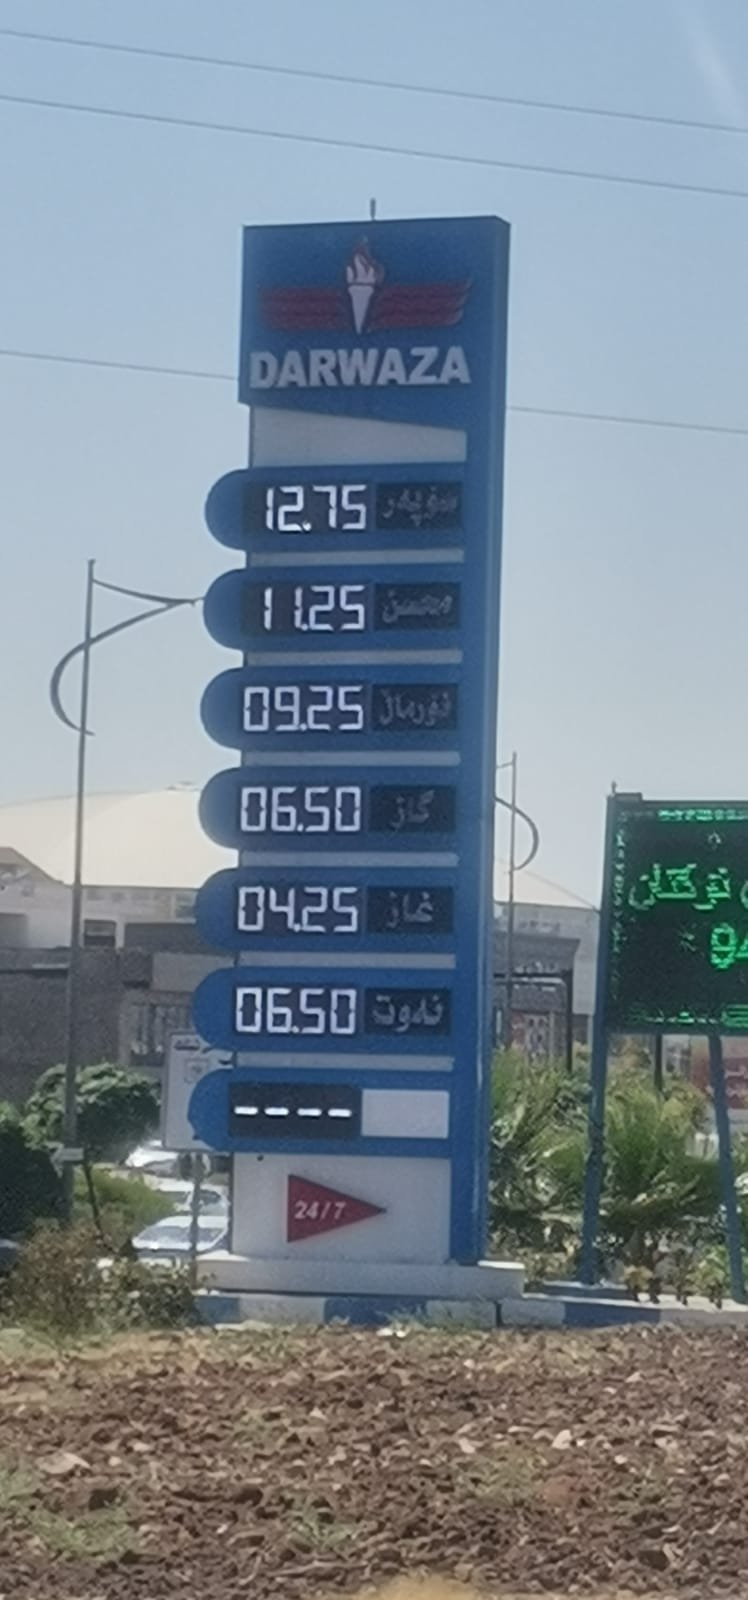 DARWAZA
12.75 سوپەر
11.25 محسن
09.25 نۆرماڵ
06.50 گاز
04.25 غاز
06.50 نەوت
----
24/7